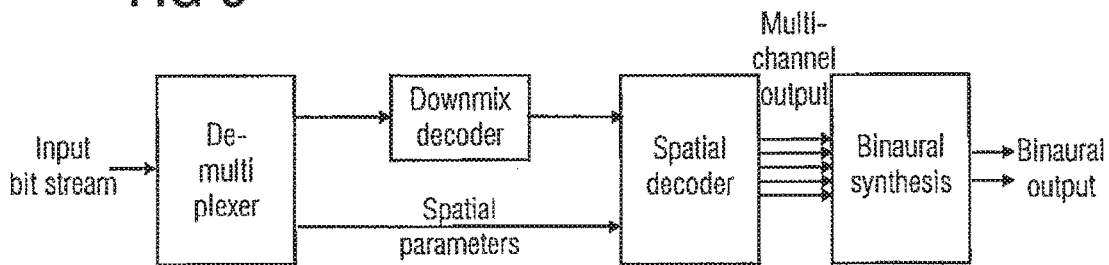 Multi-
channel
output
Input
bit stream
De-
multi
plexer
Downmix
decoder
Spatial
parameters
Spatial
decoder
Binaural
synthesis
Binaural
output